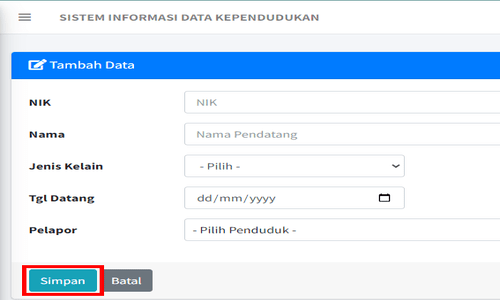 SISTEM INFORMASI DATA KEPENDUDUKAN
Tambah Data
NIK NIK
Nama Nama Pendatang
Jenis Kelain - Pilih -
Tgl Datang dd/mm/yyyy
Pelapor - Pilih Penduduk -
Simpan Batal